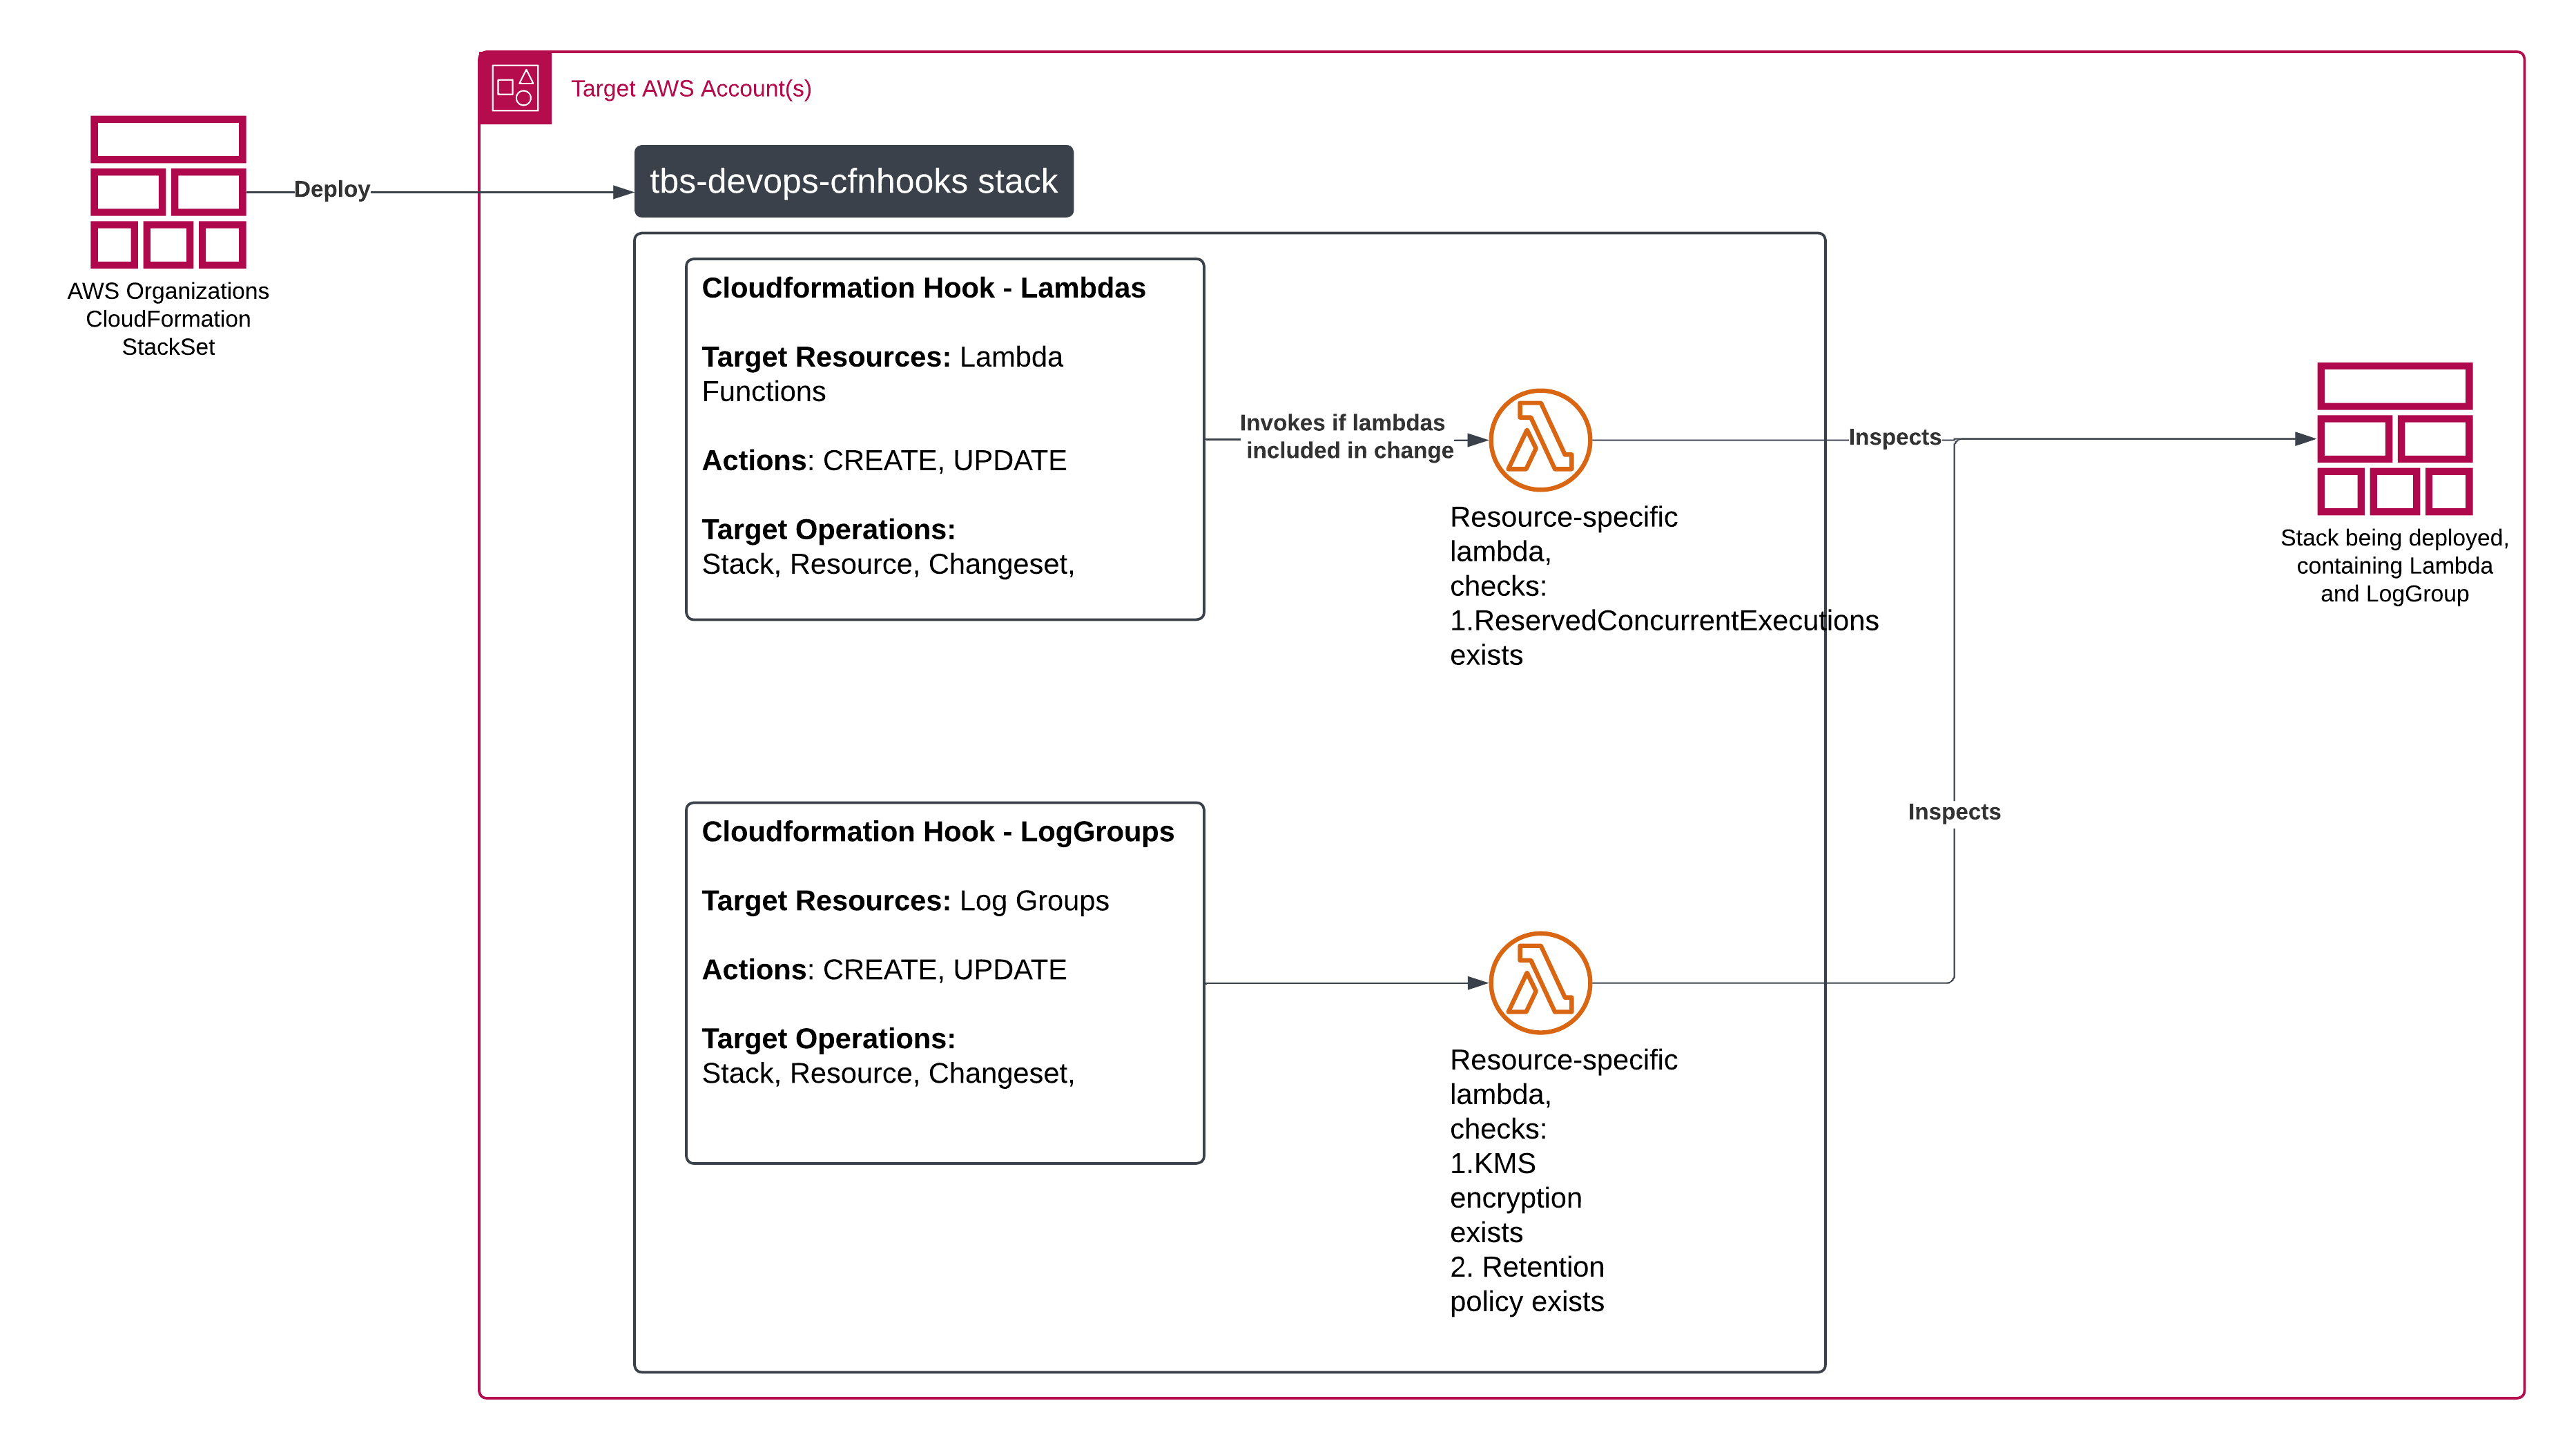 Target AWS Account(s)
AWS Organizations
CloudFormation
StackSet
Deploy
tbs-devops-cfnhooks stack
Cloudformation Hook - Lambdas
Target Resources: Lambda
Functions
Actions: CREATE, UPDATE
Target Operations:
Stack, Resource, Changeset,
Invokes if lambdas
included in change
Resource-specific
lambda,
checks:
1.ReservedConcurrentExecutions
exists
Inspects
Stack being deployed,
containing Lambda
and LogGroup
Cloudformation Hook - LogGroups
Target Resources: Log Groups
Actions: CREATE, UPDATE
Target Operations:
Stack, Resource, Changeset,
Resource-specific
lambda,
checks:
1.KMS
encryption
exists
2. Retention
policy exists
Inspects